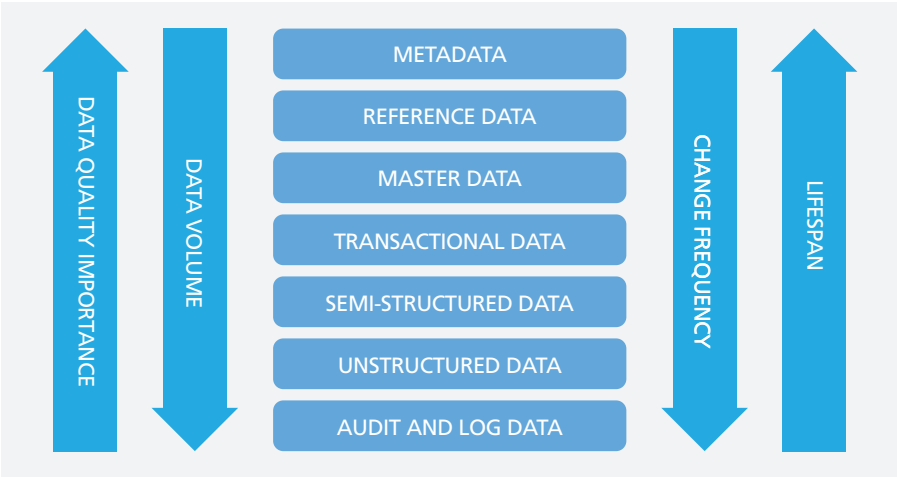 DATA QUALITY IMPORTANCE
DATA VOLUME
METADATA
REFERENCE DATA
MASTER DATA
TRANSACTIONAL DATA
SEMI-STRUCTURED DATA
UNSTRUCTURED DATA
AUDIT AND LOG DATA
CHANGE FREQUENCY
LIFESPAN